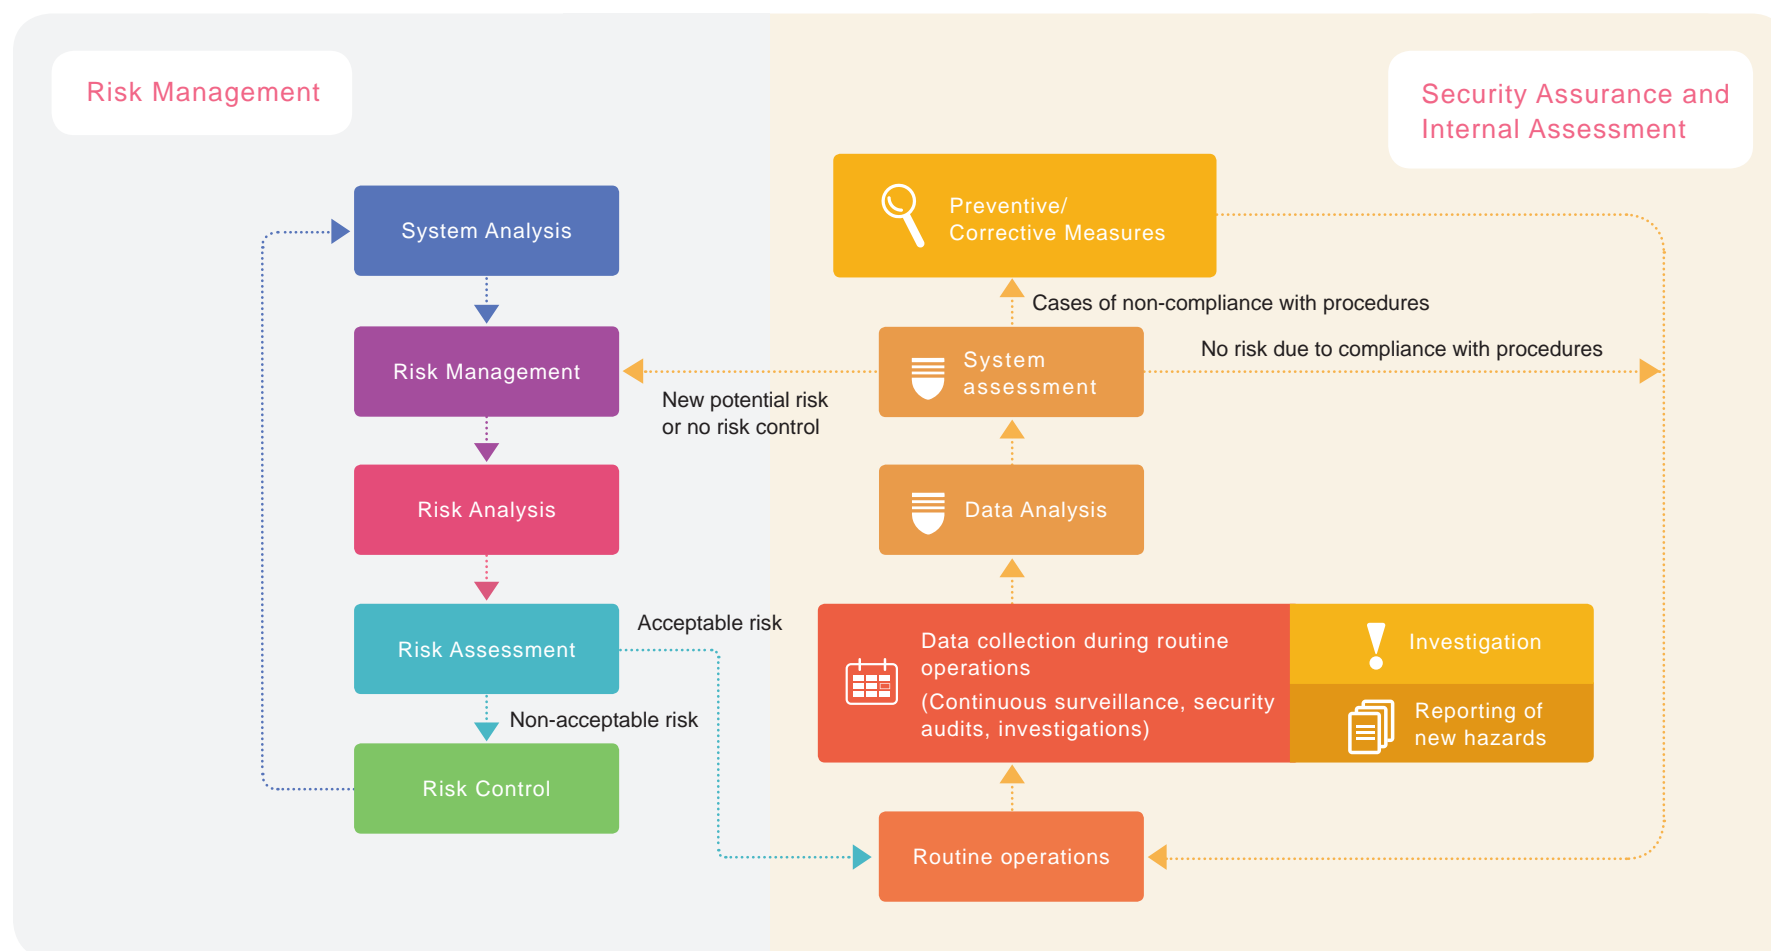 Risk Management
System Analysis
Risk Management
Risk Analysis
Risk Assessment
Acceptable risk
Non-acceptable risk
Risk Control
Security Assurance and
Internal Assessment
Preventive/
Corrective Measures
Cases of non-compliance with procedures
System
assessment
No risk due to compliance with procedures
New potential risk
or no risk control
Data Analysis
Data collection during routine
operations
(Continuous surveillance, security
audits, investigations)
Investigation
Reporting of
new hazards
Routine operations